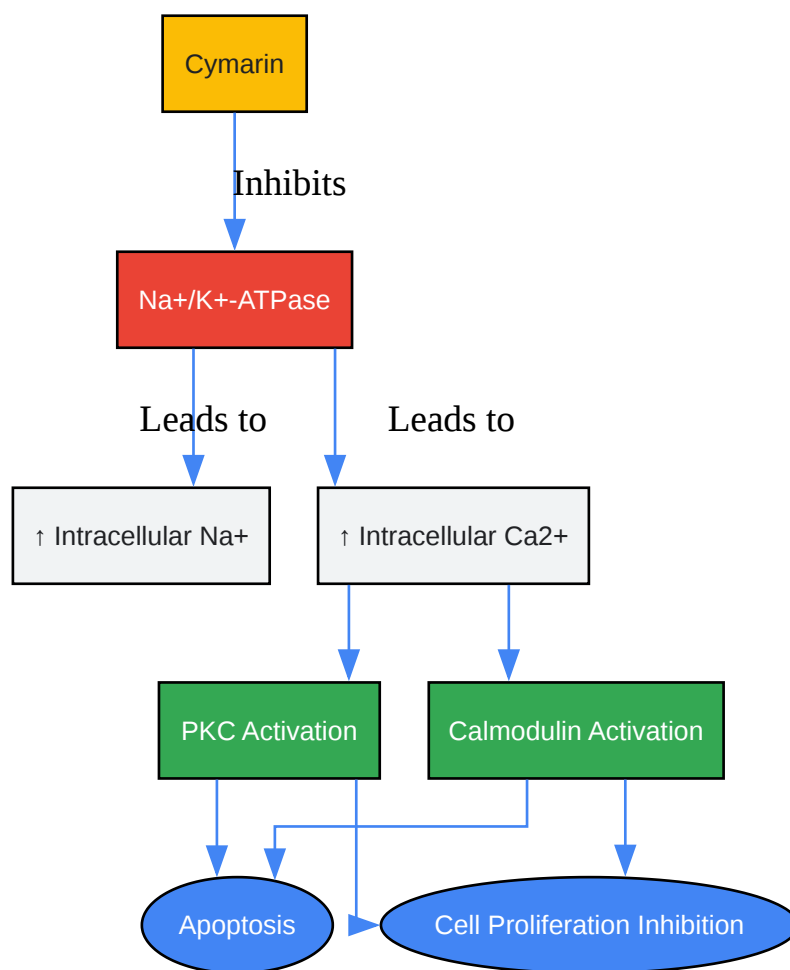 Cymarin
Inhibits
Na+/K+-ATPase
Leads to
Leads to
↑ Intracellular Na+
↑ Intracellular Ca2+
PKC Activation
Calmodulin Activation
Apoptosis
Cell Proliferation Inhibition